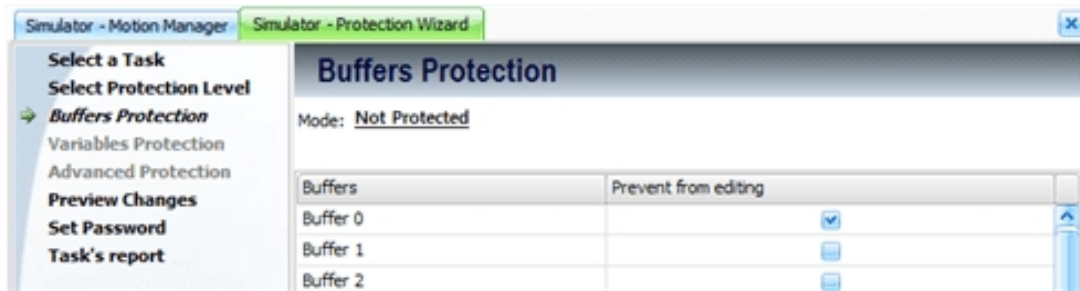 Simulator - Motion Manager
Simulator - Protection Wizard
Select a Task
Select Protection Level
Buffers Protection
Variables Protection
Advanced Protection
Preview Changes
Set Password
Task's report
Buffers Protection
Mode: Not Protected
Buffers Prevent from editing
Buffer 0
Buffer 1
Buffer 2